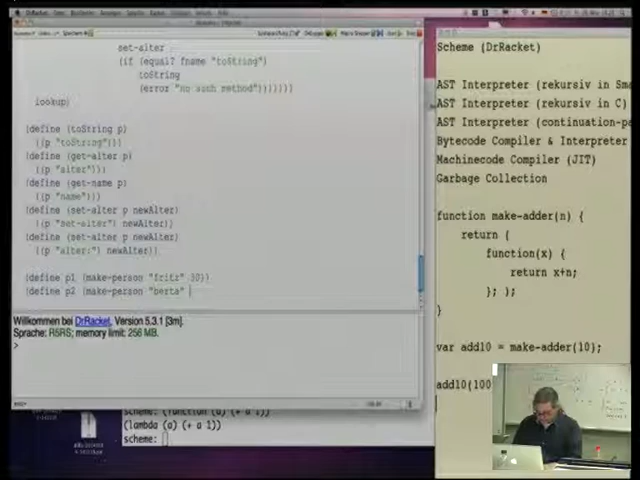 set-alter
(if (equal? fname "toString")
toString
(error "no such method")))))))
lookup)
(define (toString p)
((p "toString")))
(define (get-alter p)
((p "alter")))
(define (get-name p)
((p "name")))
(define (set-alter p newAlter)
((p "set-alter") newAlter))
(define (set-alter p newAlter)
((p "alter:") newAlter))
(define p1 (make-person "fritz" 30))
(define p2 (make-person "berta"
Willkommen bei DrRacket, Version 5.3.1 [3m].
Sprache: R5RS; memory limit: 256 MB.
>
scheme: (function (a) (+ a 1))
(lambda (a) (+ a 1))
scheme:
Scheme (DrRacket)
AST Interpreter (rekursiv in Sma
AST Interpreter (rekursiv in C)
AST Interpreter (continuation-pa
Bytecode Compiler & Interpreter
Machinecode Compiler (JIT)
Garbage Collection
function make-adder(n) {
return {
function(x) {
return x+n;
}; };
}
var add10 = make-adder(10);
add10(100